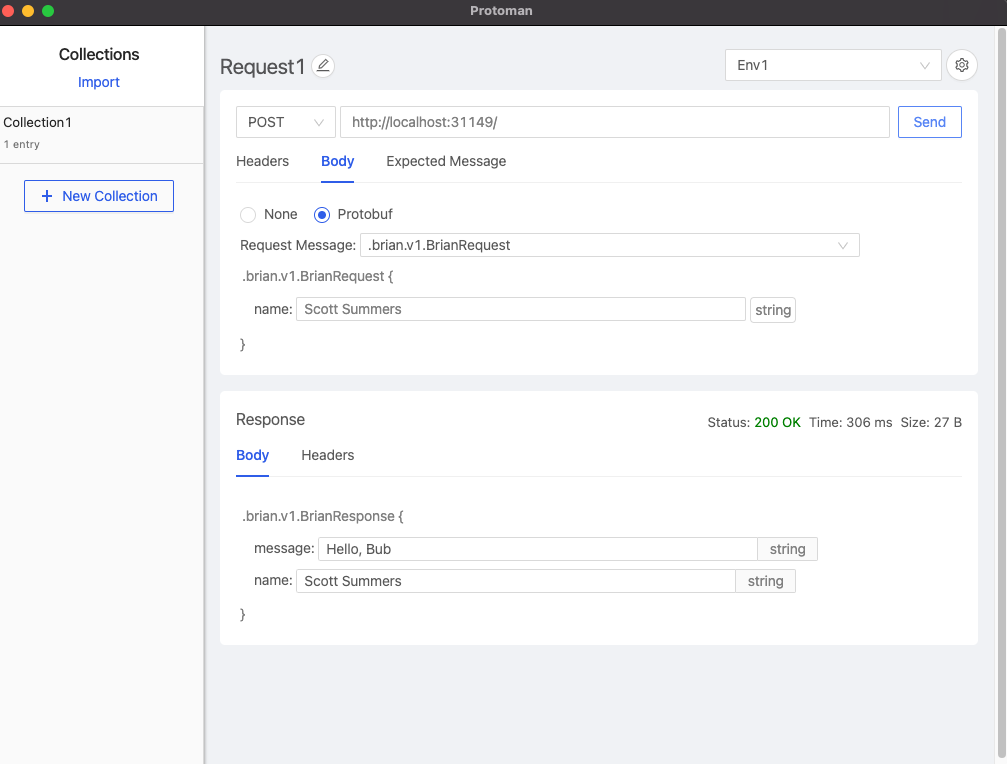 Protoman
Collections
Import
Collection1
1 entry
+ New Collection
Request1
Env1
POST
http://localhost:31149/
Send
Headers Body Expected Message
None Protobuf
Request Message: .brian.v1.BrianRequest
.brian.v1.BrianRequest {
name: Scott Summers string
}
Response
Status: 200 OK Time: 306 ms Size: 27 B
Body Headers
.brian.v1.BrianResponse {
message: Hello, Bub string
name: Scott Summers string
}